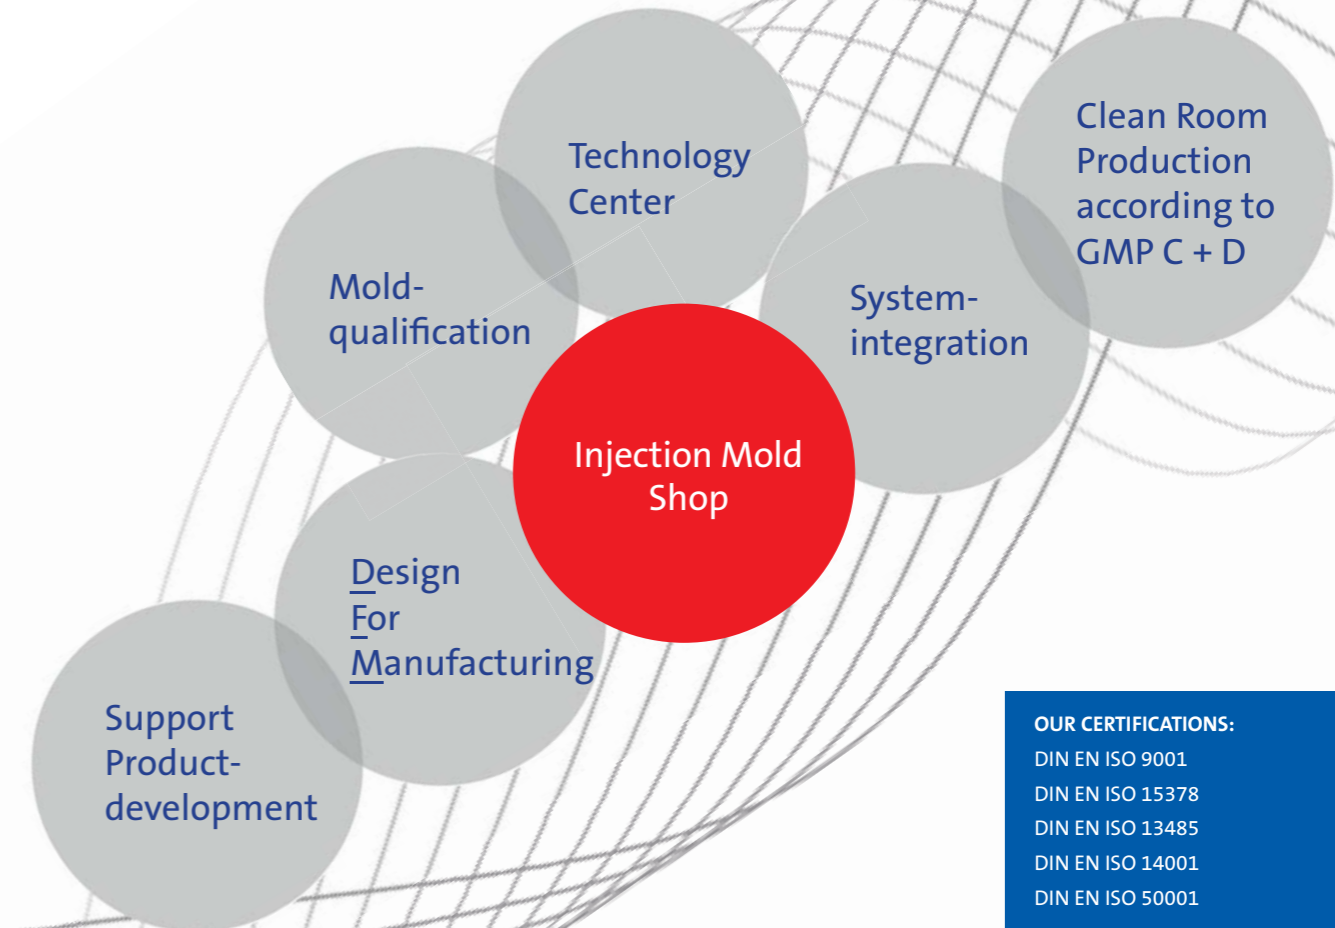 Technology
Center
Clean Room
Production
according to
GMP C + D
Mold-
qualification
System-
integration
Injection Mold
Shop
Design
For
Manufacturing
Support
Product-
development
OUR CERTIFICATIONS:
DIN EN ISO 9001
DIN EN ISO 15378
DIN EN ISO 13485
DIN EN ISO 14001
DIN EN ISO 50001